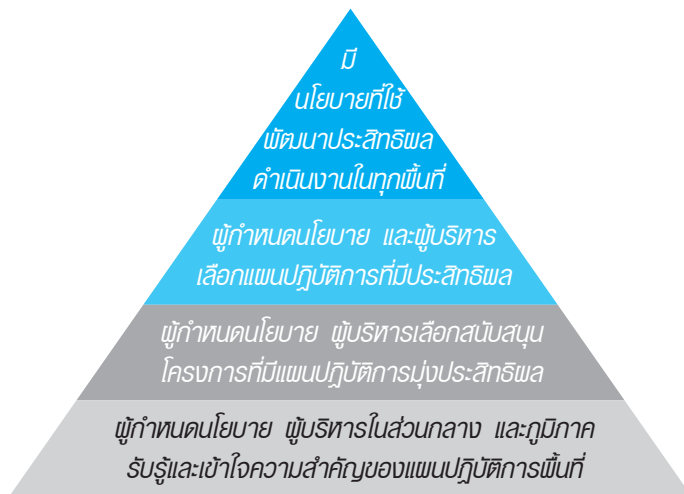 มี
นโยบายที่ใช้
พัฒนาประสิทธิผล
ดำเนินงานในทุกพื้นที่
ผู้กำหนดนโยบาย และผู้บริหาร
เลือกแผนปฏิบัติการที่มีประสิทธิผล
ผู้กำหนดนโยบาย ผู้บริหารเลือกสนับสนุน
โครงการที่มีแผนปฏิบัติการมุ่งประสิทธิผล
ผู้กำหนดนโยบาย ผู้บริหารในส่วนกลาง และภูมิภาค
รับรู้และเข้าใจความสำคัญของแผนปฏิบัติการพื้นที่